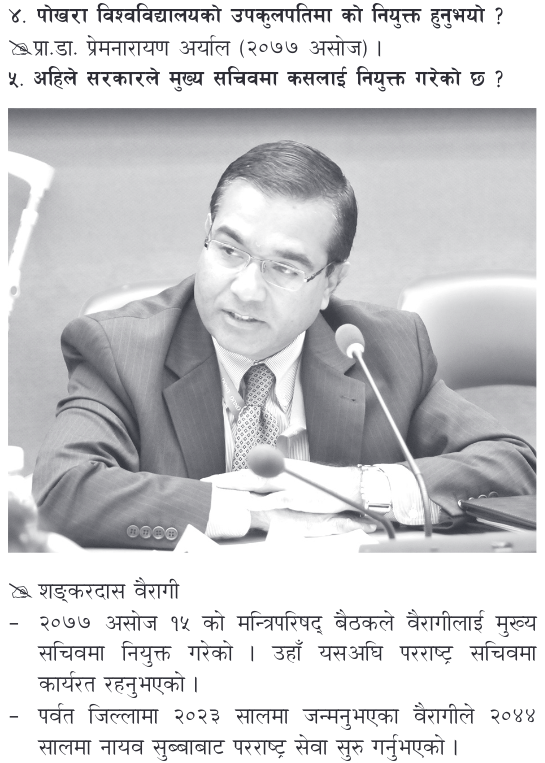 ४. पोखरा विश्वविद्यालयको उपकुलपतिमा को नियुक्त हुनुभयो ?
प्रा.डा. प्रेमनारायण अर्याल (२०७७ असोज) ।
५. अहिले सरकारले मुख्य सचिवमा कसलाई नियुक्त गरेको छ ?
शङ्करदास वैरागी
– २०७७ असोज १५ को मन्त्रिपरिषद् बैठकले वैरागीलाई मुख्य
सचिवमा नियुक्त गरेको । उहाँ यसअघि परराष्ट्र सचिवमा
कार्यरत रहनुभएको ।
– पर्वत जिल्लामा २०२३ सालमा जन्मनुभएका वैरागीले २०४४
सालमा नायव सुब्बाबाट परराष्ट्र सेवा सुरु गर्नुभएको ।